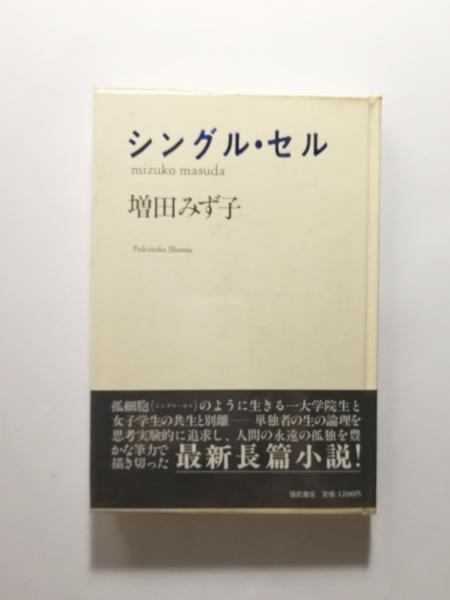 シングル・セル
mizuko masuda
増田みず子
Fukutake Shoten
孤細胞(シングル・セル)のように生きる一大学院生と
女子学生の共生と別離——単独者の生の論理を
思考実験的に追求し、人間の永遠の孤独を豊
かな筆力で
描き切った 最新長篇小説!
福武書店 定価 1200円